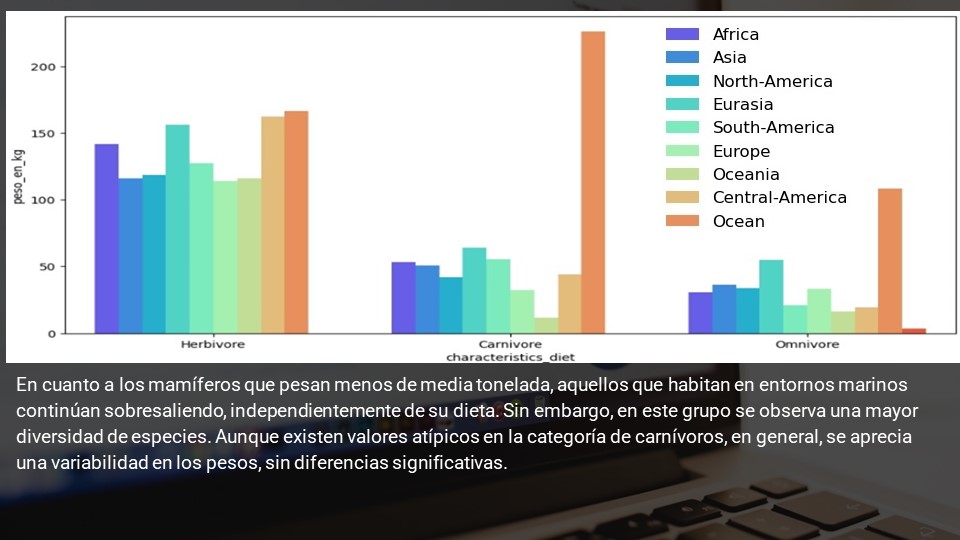 Africa
Asia
North-America
Eurasia
South-America
Europe
Oceania
Central-America
Ocean
peso_en_kg
200
150
100
50
0
Herbivore
Carnivore
Omnivore
characteristics_diet
En cuanto a los mamíferos que pesan menos de media tonelada, aquellos que habitan en entornos marinos
continúan sobresaliendo, independientemente de su dieta. Sin embargo, en este grupo se observa una mayor
diversidad de especies. Aunque existen valores atípicos en la categoría de carnívoros, en general, se aprecia
una variabilidad en los pesos, sin diferencias significativas.